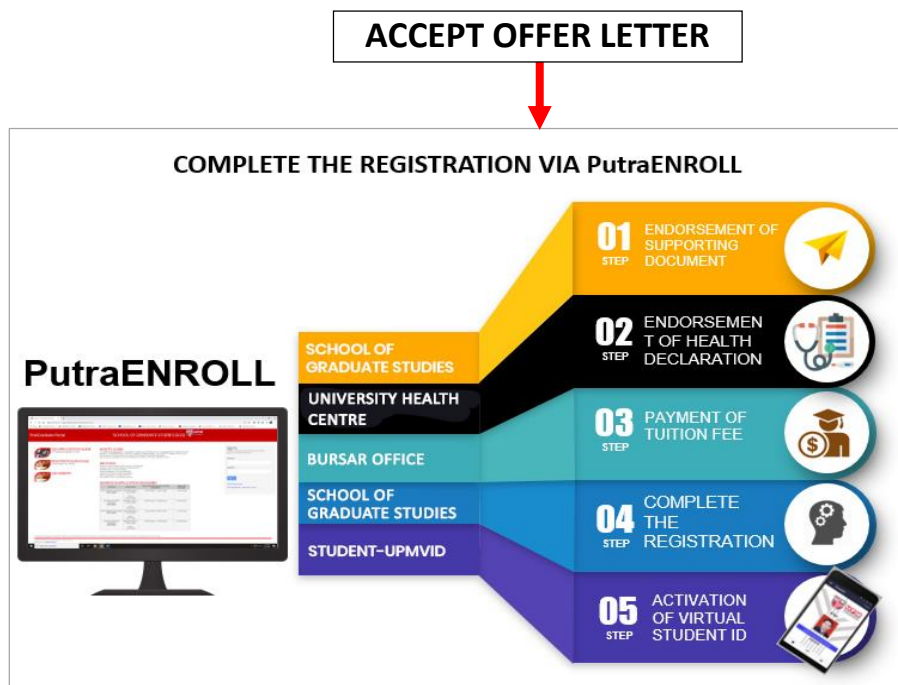 ACCEPT OFFER LETTER
COMPLETE THE REGISTRATION VIA PutraENROLL
PutraENROLL
SCHOOL OF
GRADUATE STUDIES
UNIVERSITY HEALTH
CENTRE
BURSAR OFFICE
SCHOOL OF
GRADUATE STUDIES
STUDENT-UPMVID
01
STEP
ENDORSEMENT OF
SUPPORTING
DOCUMENT
02
STEP
ENDORSEMEN
T OF HEALTH
DECLARATION
03
STEP
PAYMENT OF
TUITION FEE
04
STEP
COMPLETE
THE
REGISTRATION
05
STEP
ACTIVATION
OF VIRTUAL
STUDENT ID